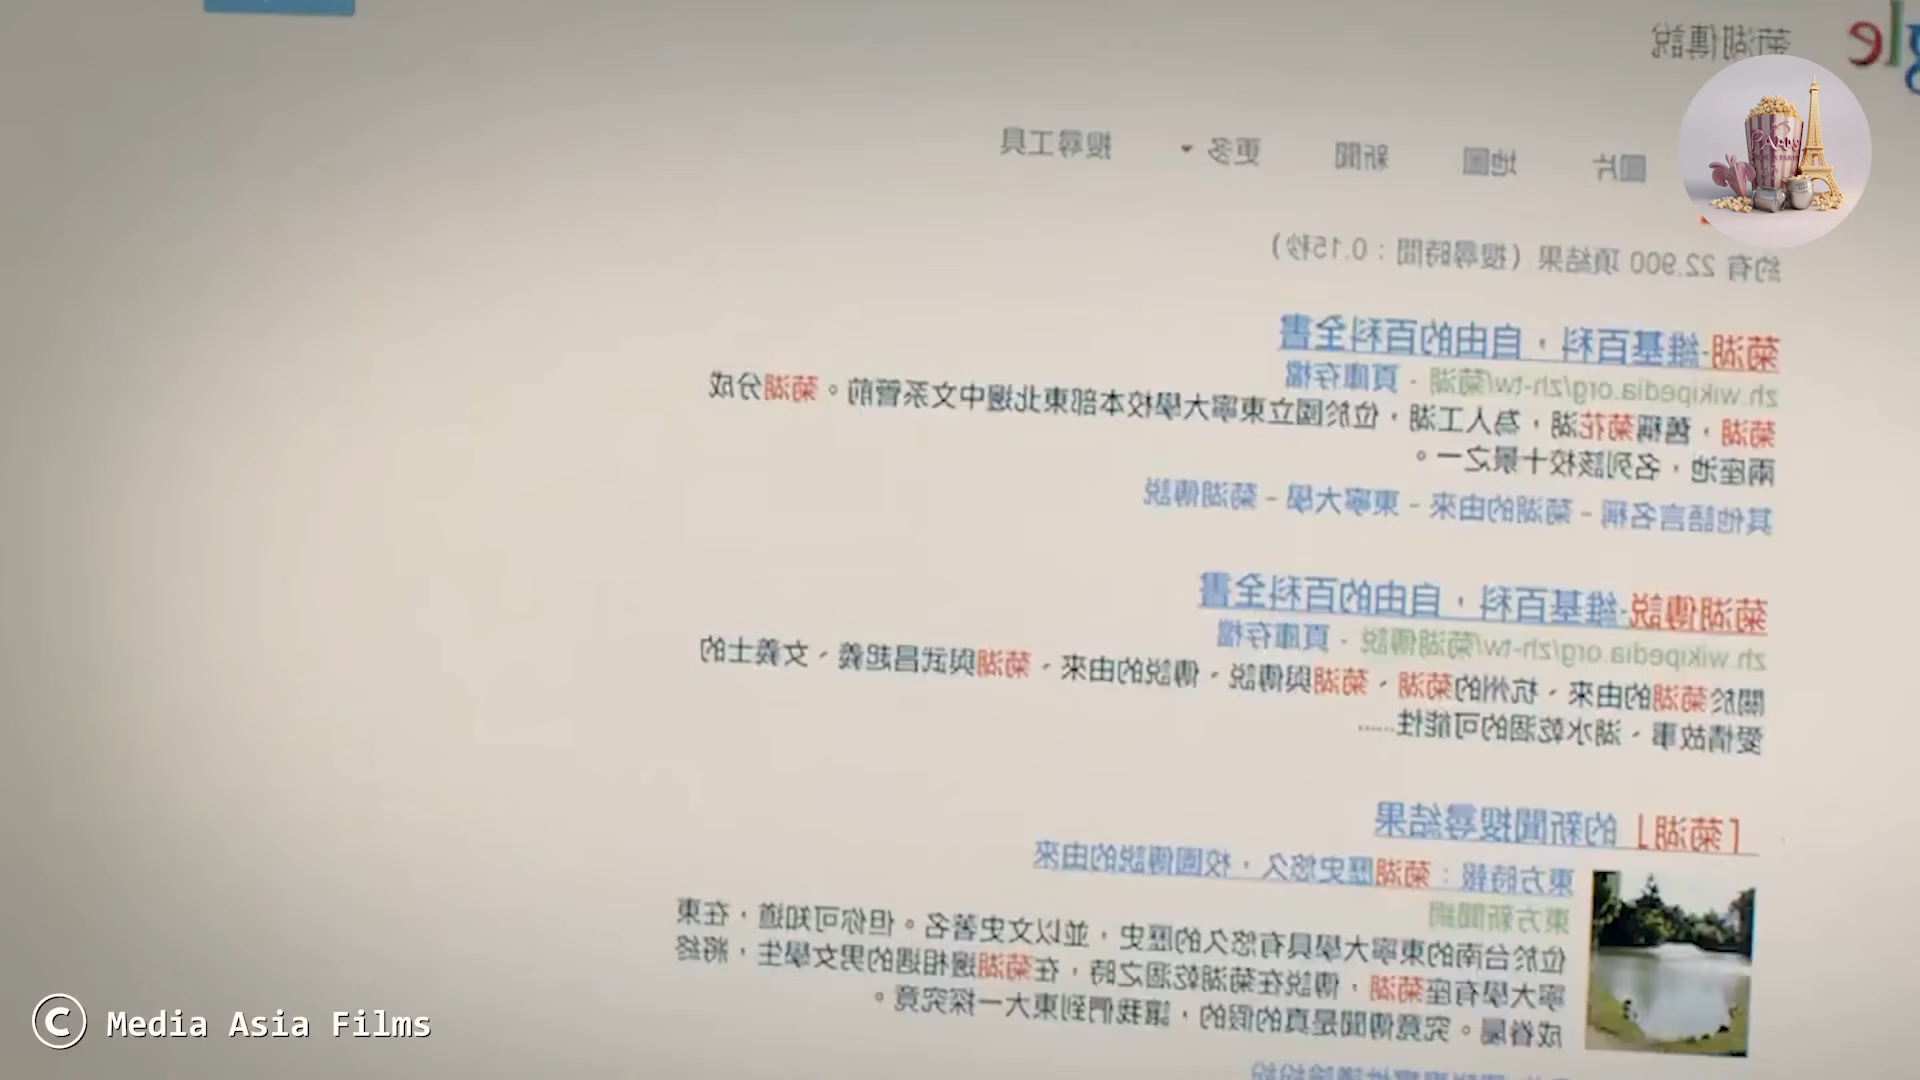 gle
菊湖傳說
圖片 地圖 新聞 更多 搜尋工具
約有 22,900 項結果 (搜尋時間：0.15秒)
菊湖-維基百科，自由的百科全書
zh.wikipedia.org/zh-tw/菊湖 - 頁庫存檔
菊湖，舊稱菊花湖，為人工湖，位於國立東寧大學校本部東北邊中文系管前。菊湖分成
兩座池，名列該校十景之一。
其他語言名稱 - 菊湖的由來 - 東寧大學 - 菊湖傳說
菊湖傳說-維基百科，自由的百科全書
zh.wikipedia.org/zh-tw/菊湖傳說 - 頁庫存檔
關於菊湖的由來、杭州的菊湖、菊湖與傳說、傳說的由來、菊湖與武昌起義、文義士的
愛情故事、湖水乾涸的可能性......
「菊湖」的新聞搜尋結果
東方時報：菊湖歷史悠久，校園傳說的由來
東方新聞網
位於台南的東寧大學具有悠久的歷史，並以文史著名。但你可知道，在東
寧大學有座菊湖，傳說在菊湖乾涸之時，在菊湖邊相遇的男女學生，將終
成眷屬。究竟傳聞是真的假的，讓我們到東大一探究竟。
PARDS
© Media Asia Films